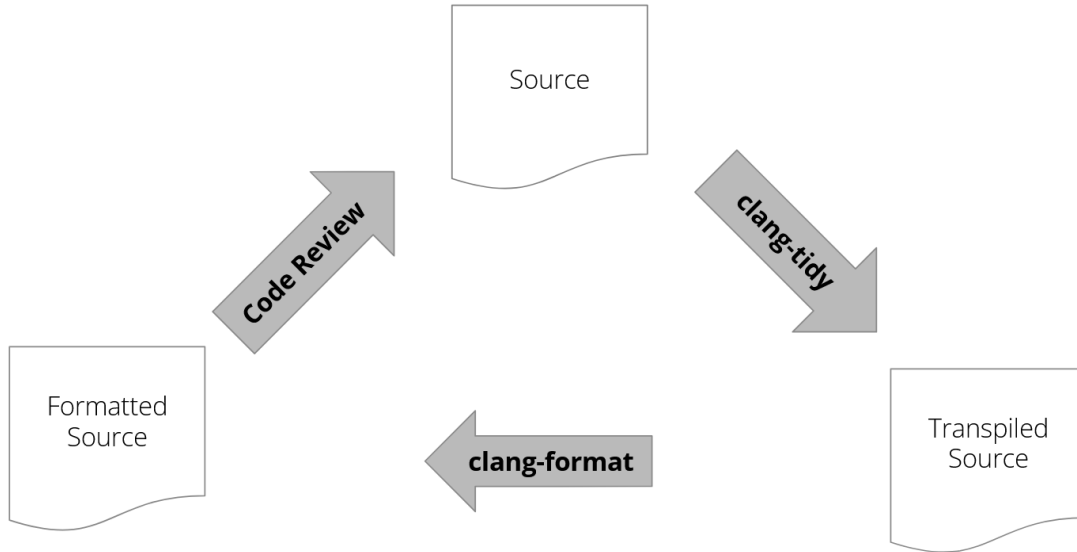 Source
Code Review
clang-tidy
Formatted
Source
clang-format
Transpiled
Source